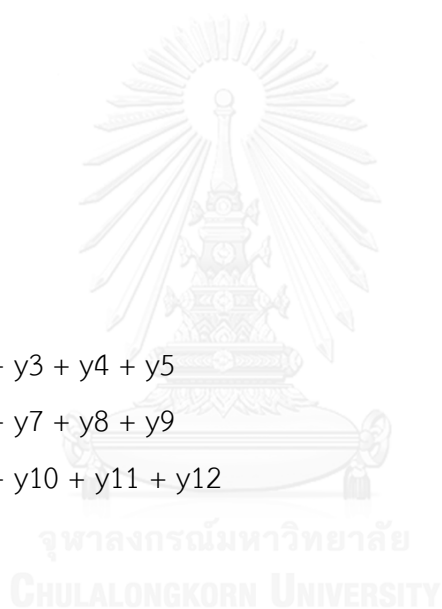 - y3 + y4 + y5
- y7 + y8 + y9
- y10 + y11 + y12
จุฬาลงกรณ์มหาวิทยาลัย
CHULALONGKORN UNIVERSITY